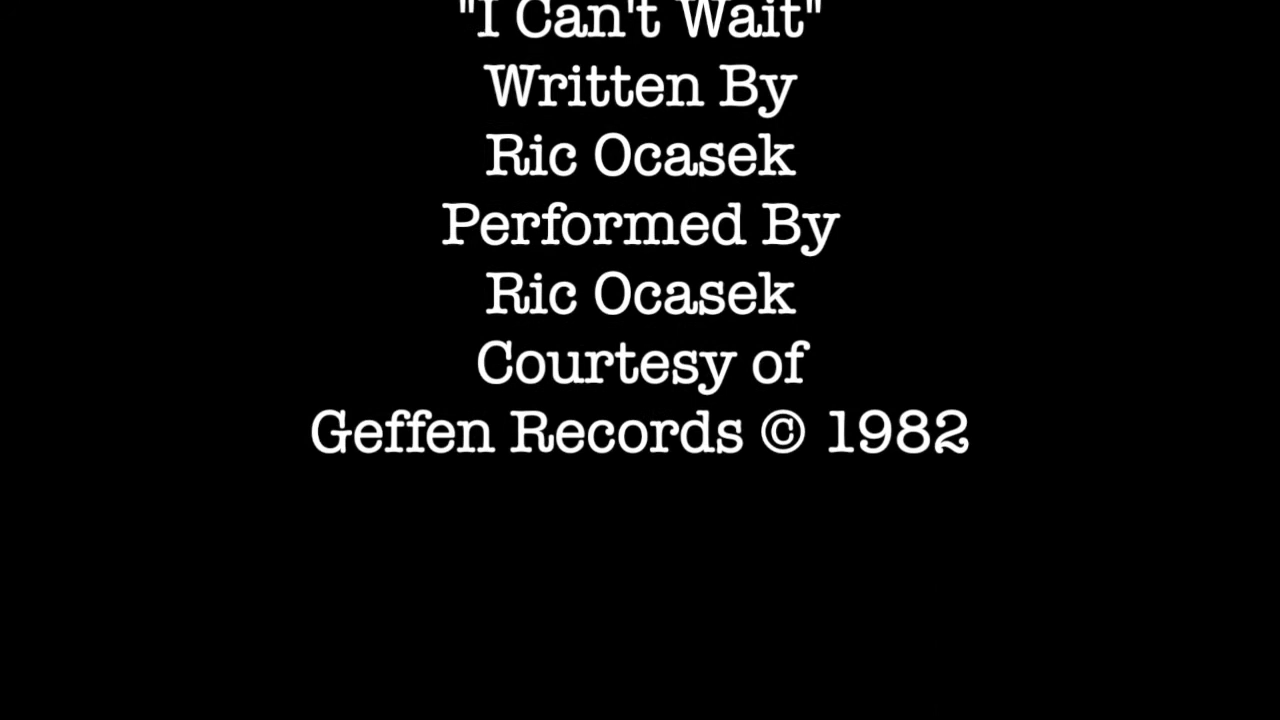 "I Can't Wait"
Written By
Ric Ocasek
Performed By
Ric Ocasek
Courtesy of
Geffen Records © 1982